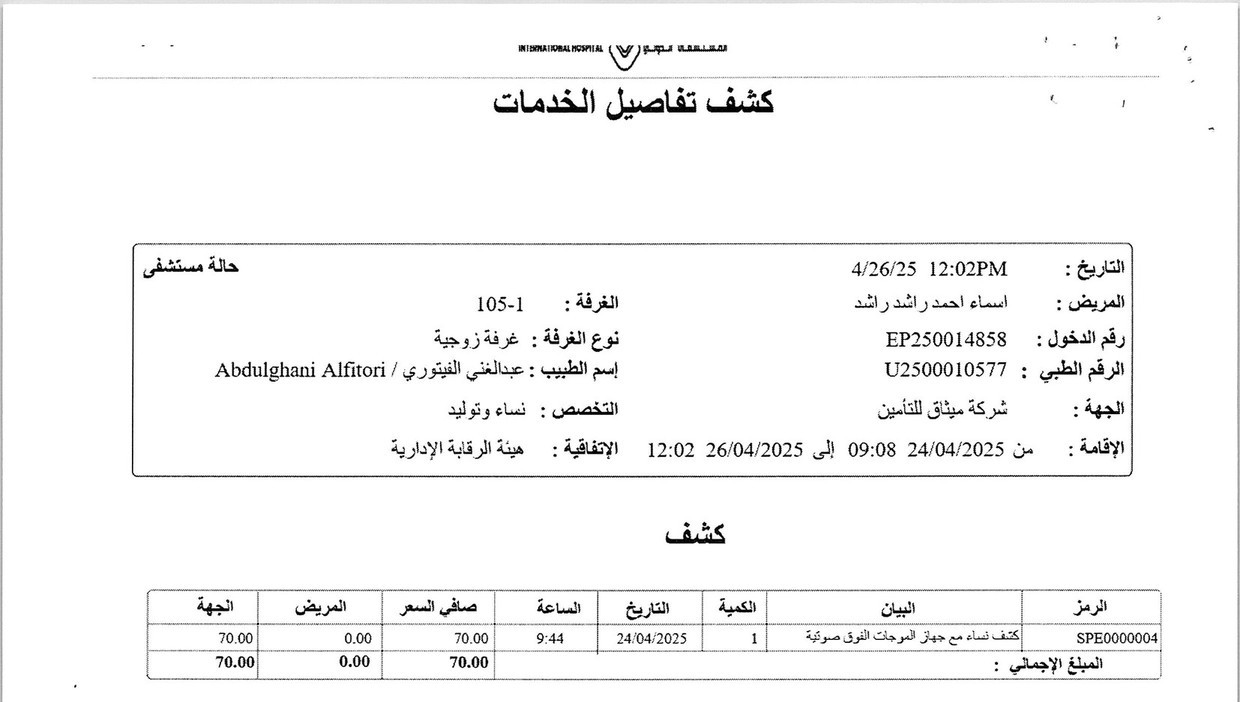 INTERNATIONAL HOSPITAL المستشفى الدولي
كشف تفاصيل الخدمات
التاريخ : 4/26/25 12:02PM حالة مستشفى
المريض : اسماء احمد راشد راشد الغرفة : 105-1
رقم الدخول : EP250014858 نوع الغرفة : غرفة زوجية
الرقم الطبي : U2500010577 إسم الطبيب : عبدالغني الفيتوري / Abdulghani Alfitori
الجهة : شركة ميثاق للتأمين التخصص : نساء وتوليد
الإقامة : من 24/04/2025 09:08 إلى 26/04/2025 12:02 الإتفاقية : هيئة الرقابة الإدارية
كشف
الرمز البيان الكمية التاريخ الساعة صافي السعر المريض الجهة
SPE0000004 كشف نساء مع جهاز الموجات الفوق صوتية 1 24/04/2025 9:44 70.00 0.00 70.00
المبلغ الإجمالي : 70.00 0.00 70.00